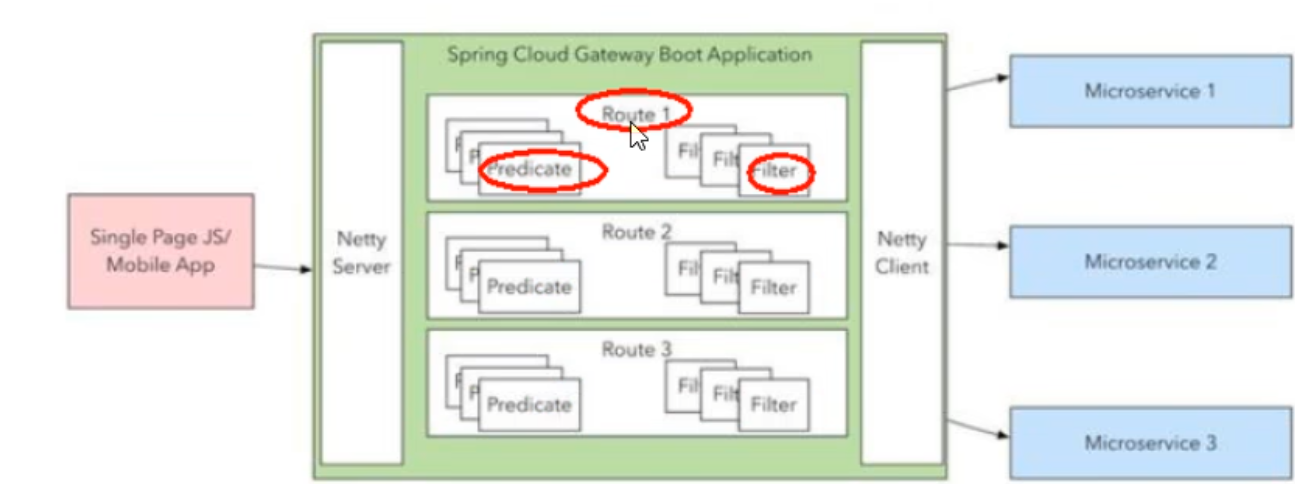 Spring Cloud Gateway Boot Application
Single Page JS/
Mobile App
Netty
Server
Route 1
Predicate
Fil
Filt
Filter
Route 2
Predicate
Fil
Filt
Filter
Route 3
Predicate
Fil
Filt
Filter
Netty
Client
Microservice 1
Microservice 2
Microservice 3